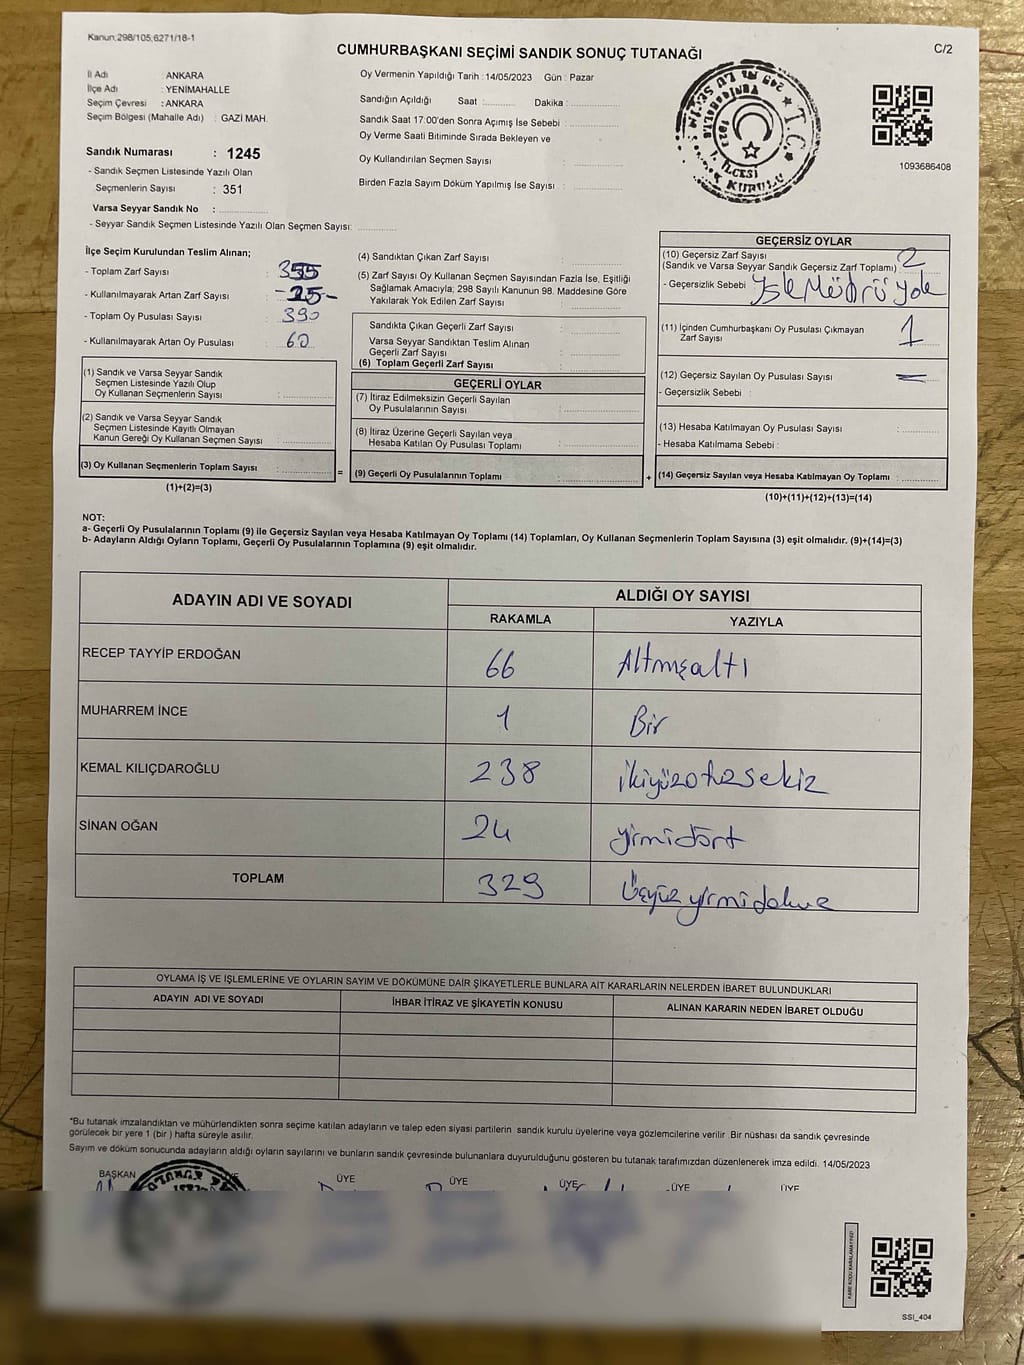 Kanun;298/105;6271/18-1
CUMHURBAŞKANI SEÇİMİ SANDIK SONUÇ TUTANAĞI
C/2
İl Adı : ANKARA
İlçe Adı : YENİMAHALLE
Seçim Çevresi : ANKARA
Seçim Bölgesi (Mahalle Adı) : GAZİ MAH.
Sandık Numarası : 1245
- Sandık Seçmen Listesinde Yazılı Olan
Seçmenlerin Sayısı : 351
Varsa Seyyar Sandık No :
- Seyyar Sandık Seçmen Listesinde Yazılı Olan Seçmen Sayısı:
Oy Vermenin Yapıldığı Tarih :14/05/2023 Gün : Pazar
Sandığın Açıldığı Saat : Dakika :
Sandık Saat 17:00'den Sonra Açımış İse Sebebi :
Oy Verme Saati Bitiminde Sırada Bekleyen ve
Oy Kullandırılan Seçmen Sayısı :
Birden Fazla Sayım Döküm Yapılmış İse Sayısı :
T.C.
YENİMAHALLE
1. İLÇESİ
KURULU
1093686408
İlçe Seçim Kurulundan Teslim Alınan;
- Toplam Zarf Sayısı : 355
- Kullanılmayarak Artan Zarf Sayısı : -25-
- Toplam Oy Pusulası Sayısı : 390
- Kullanılmayarak Artan Oy Pusulası : 60
(1) Sandık ve Varsa Seyyar Sandık
Seçmen Listesinde Yazılı Olup
Oy Kullanan Seçmenlerin Sayısı :
(2) Sandık ve Varsa Seyyar Sandık
Seçmen Listesinde Kayıtlı Olmayan
Kanun Gereği Oy Kullanan Seçmen Sayısı :
(3) Oy Kullanan Seçmenlerin Toplam Sayısı :
(1)+(2)=(3)
=
(4) Sandıktan Çıkan Zarf Sayısı :
(5) Zarf Sayısı Oy Kullanan Seçmen Sayısından Fazla İse, Eşitliği
Sağlamak Amacıyla; 298 Sayılı Kanunun 98. Maddesine Göre
Yakılarak Yok Edilen Zarf Sayısı :
Sandıkta Çıkan Geçerli Zarf Sayısı :
Varsa Seyyar Sandıktan Teslim Alınan
Geçerli Zarf Sayısı :
(6) Toplam Geçerli Zarf Sayısı :
GEÇERLİ OYLAR
(7) İtiraz Edilmeksizin Geçerli Sayılan
Oy Pusulalarının Sayısı :
(8) İtiraz Üzerine Geçerli Sayılan veya
Hesaba Katılan Oy Pusulası Toplamı :
(9) Geçerli Oy Pusulalarının Toplamı :
+
GEÇERSİZ OYLAR
(10) Geçersiz Zarf Sayısı
(Sandık ve Varsa Seyyar Sandık Geçersiz Zarf Toplamı) : 2
- Geçersizlik Sebebi : Yok
(11) İçinden Cumhurbaşkanı Oy Pusulası Çıkmayan
Zarf Sayısı : 1
(12) Geçersiz Sayılan Oy Pusulası Sayısı : —
- Geçersizlik Sebebi :
(13) Hesaba Katılmayan Oy Pusulası Sayısı :
- Hesaba Katılmama Sebebi :
(14) Geçersiz Sayılan veya Hesaba Katılmayan Oy Toplamı :
(10)+(11)+(12)+(13)=(14)
NOT:
a- Geçerli Oy Pusulalarının Toplamı (9) ile Geçersiz Sayılan veya Hesaba Katılmayan Oy Toplamı (14) Toplamları, Oy Kullanan Seçmenlerin Toplam Sayısına (3) eşit olmalıdır. (9)+(14)=(3)
b- Adayların Aldığı Oyların Toplamı, Geçerli Oy Pusulalarının Toplamına (9) eşit olmalıdır.
ADAYIN ADI VE SOYADI
ALDIĞI OY SAYISI
RAKAMLA YAZIYLA
RECEP TAYYİP ERDOĞAN 66 Altmışaltı
MUHARREM İNCE 1 Bir
KEMAL KILIÇDAROĞLU 238 ikiyüzotuzsekiz
SİNAN OĞAN 24 yirmidört
TOPLAM 329 Üçyüzyirmidokuz
OYLAMA İŞ VE İŞLEMLERİNE VE OYLARIN SAYIM VE DÖKÜMÜNE DAİR ŞİKAYETLERLE BUNLARA AİT KARARLARIN NELERDEN İBARET BULUNDUKLARI
ADAYIN ADI VE SOYADI İHBAR İTİRAZ VE ŞİKAYETİN KONUSU ALINAN KARARIN NEDEN İBARET OLDUĞU
*Bu tutanak imzalandıktan ve mühürlendikten sonra seçime katılan adayların ve talep eden siyasi partilerin sandık kurulu üyelerine veya gözlemcilerine verilir Bir nüshası da sandık çevresinde
görülecek bir yere 1 (bir ) hafta süreyle asılır.
Sayım ve döküm sonucunda adayların aldığı oyların sayılarını ve bunların sandık çevresinde bulunanlara duyurulduğunu gösteren bu tutanak tarafımızdan düzenlenerek imza edildi. 14/05/2023
BAŞKAN ÜYE ÜYE ÜYE ÜYE ÜYE
KARE KODU KARALAMAYINIZ!
SSI_404